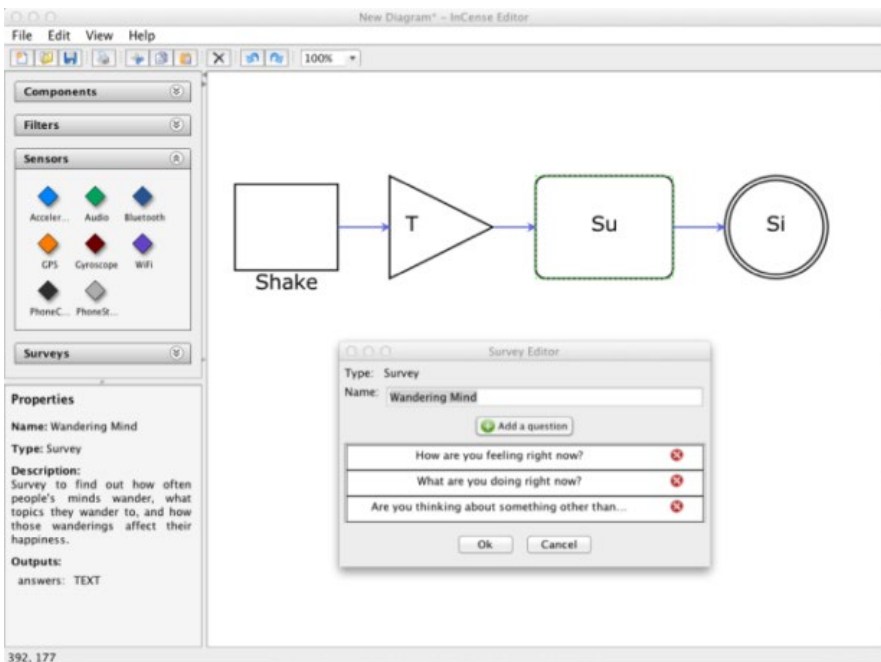 New Diagram* - InCense Editor
File Edit View Help
100%
Components
Filters
Sensors
Acceler... Audio Bluetooth
GPS Gyroscope WiFi
PhoneC... PhoneSt...
Surveys
Properties
Name: Wandering Mind
Type: Survey
Description:
Survey to find out how often
people's minds wander, what
topics they wander to, and how
those wanderings affect their
happiness.
Outputs:
answers: TEXT
392, 177
Shake
T
Su
Si
Survey Editor
Type: Survey
Name: Wandering Mind
Add a question
How are you feeling right now?
What are you doing right now?
Are you thinking about something other than...
Ok Cancel